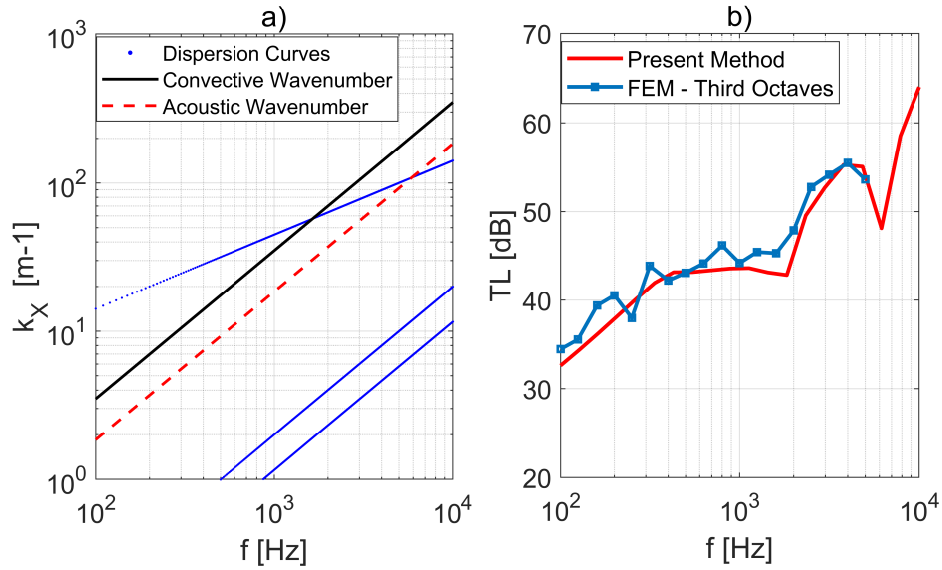 a)
Dispersion Curves
Convective Wavenumber
Acoustic Wavenumber
10^3
10^2
10^1
10^0
k_X [m-1]
10^2
10^3
10^4
f [Hz]
b)
Present Method
FEM - Third Octaves
70
60
50
40
30
20
TL [dB]
10^2
10^3
10^4
f [Hz]